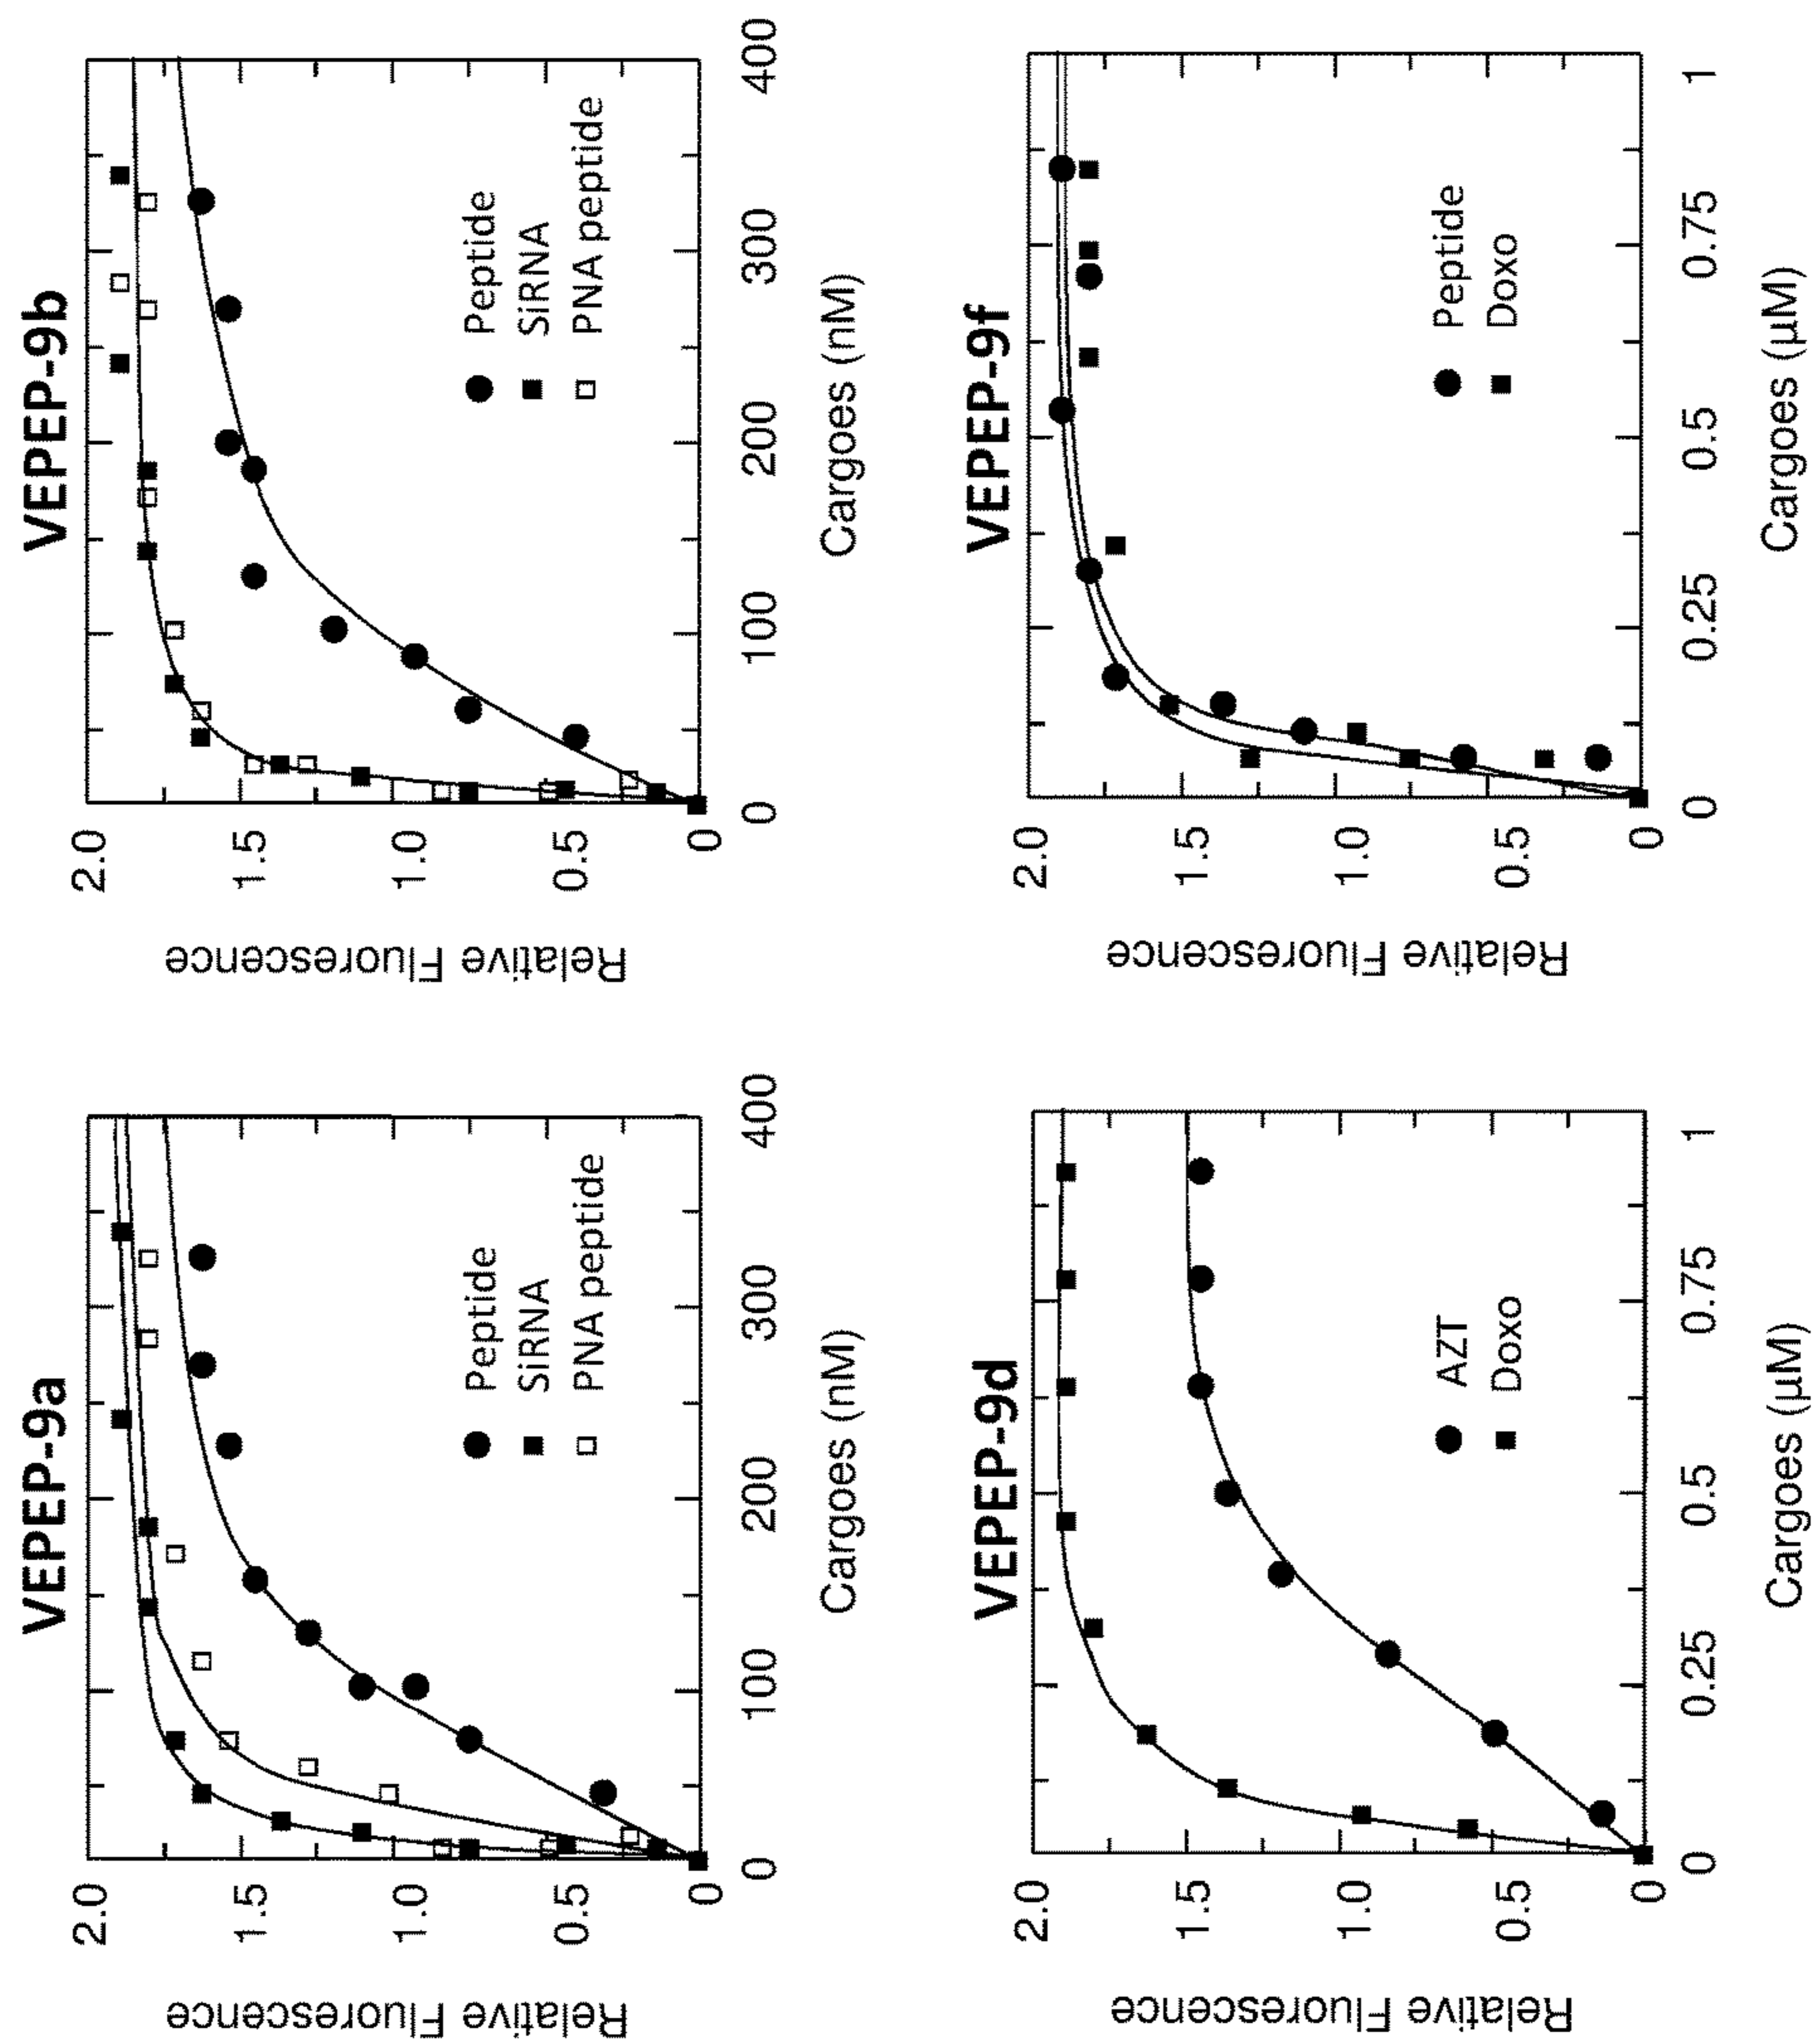 VEPEP-9a
Relative Fluorescence
2.0
1.5
1.0
0.5
0
Peptide
SiRNA
PNA peptide
0 100 200 300 400
Cargoes (nM)
VEPEP-9b
Relative Fluorescence
2.0
1.5
1.0
0.5
0
Peptide
SiRNA
PNA peptide
0 100 200 300 400
Cargoes (nM)
VEPEP-9d
Relative Fluorescence
2.0
1.5
1.0
0.5
0
AZT
Doxo
0 0.25 0.5 0.75 1
Cargoes (µM)
VEPEP-9f
Relative Fluorescence
2.0
1.5
1.0
0.5
0
Peptide
Doxo
0 0.25 0.5 0.75 1
Cargoes (µM)